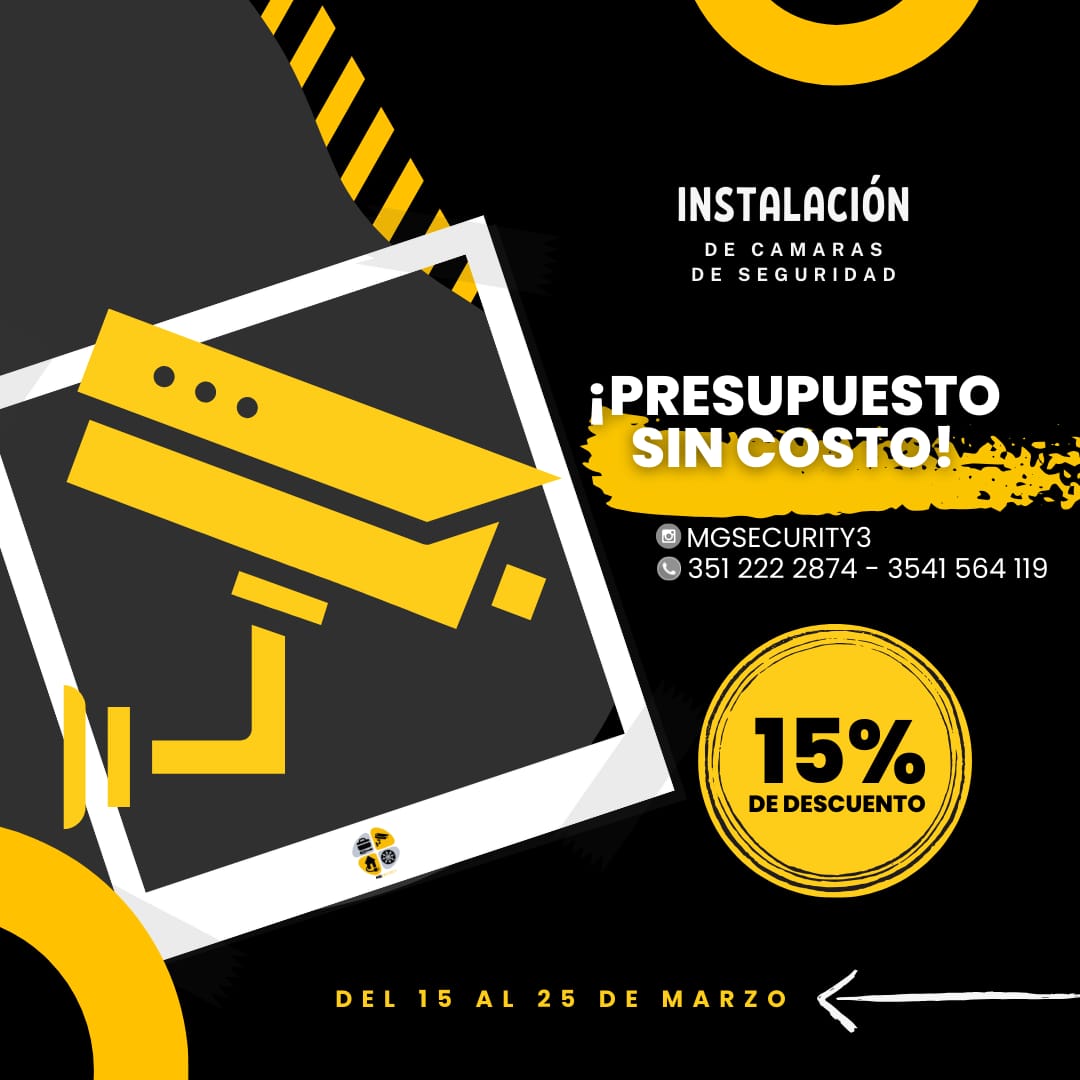 INSTALACIÓN
DE CAMARAS
DE SEGURIDAD
¡PRESUPUESTO
SIN COSTO!
MGSECURITY3
351 222 2874 - 3541 564 119
15%
DE DESCUENTO
DEL 15 AL 25 DE MARZO